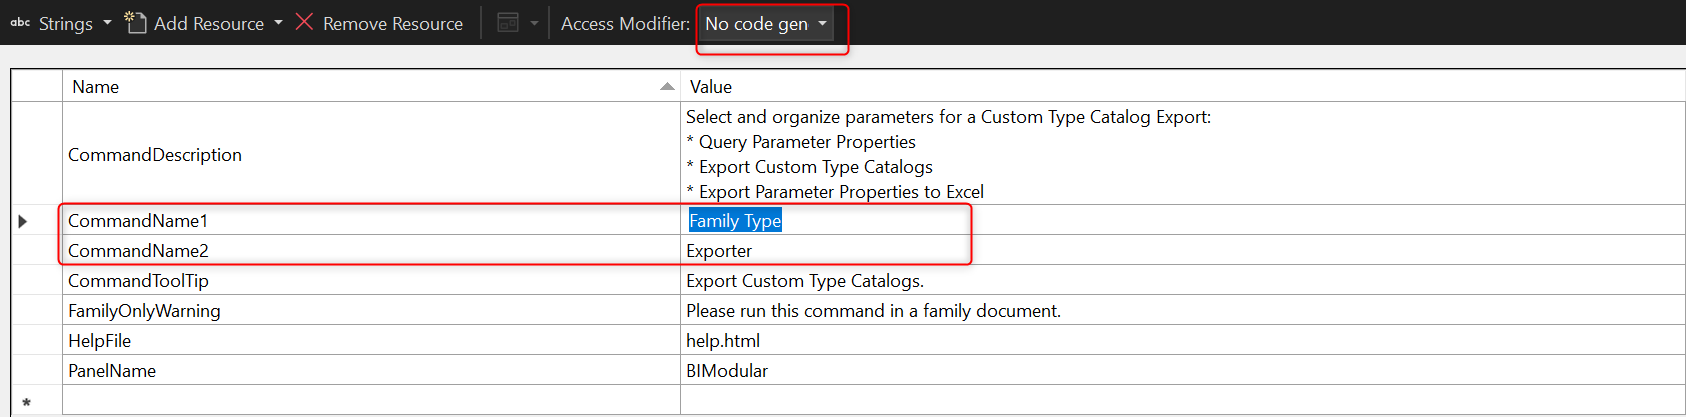 abc Strings Add Resource Remove Resource Access Modifier: No code gen
Name Value
CommandDescription
Select and organize parameters for a Custom Type Catalog Export:
* Query Parameter Properties
* Export Custom Type Catalogs
* Export Parameter Properties to Excel
CommandName1 Family Type
CommandName2 Exporter
CommandToolTip Export Custom Type Catalogs.
FamilyOnlyWarning Please run this command in a family document.
HelpFile help.html
PanelName BIModular
*